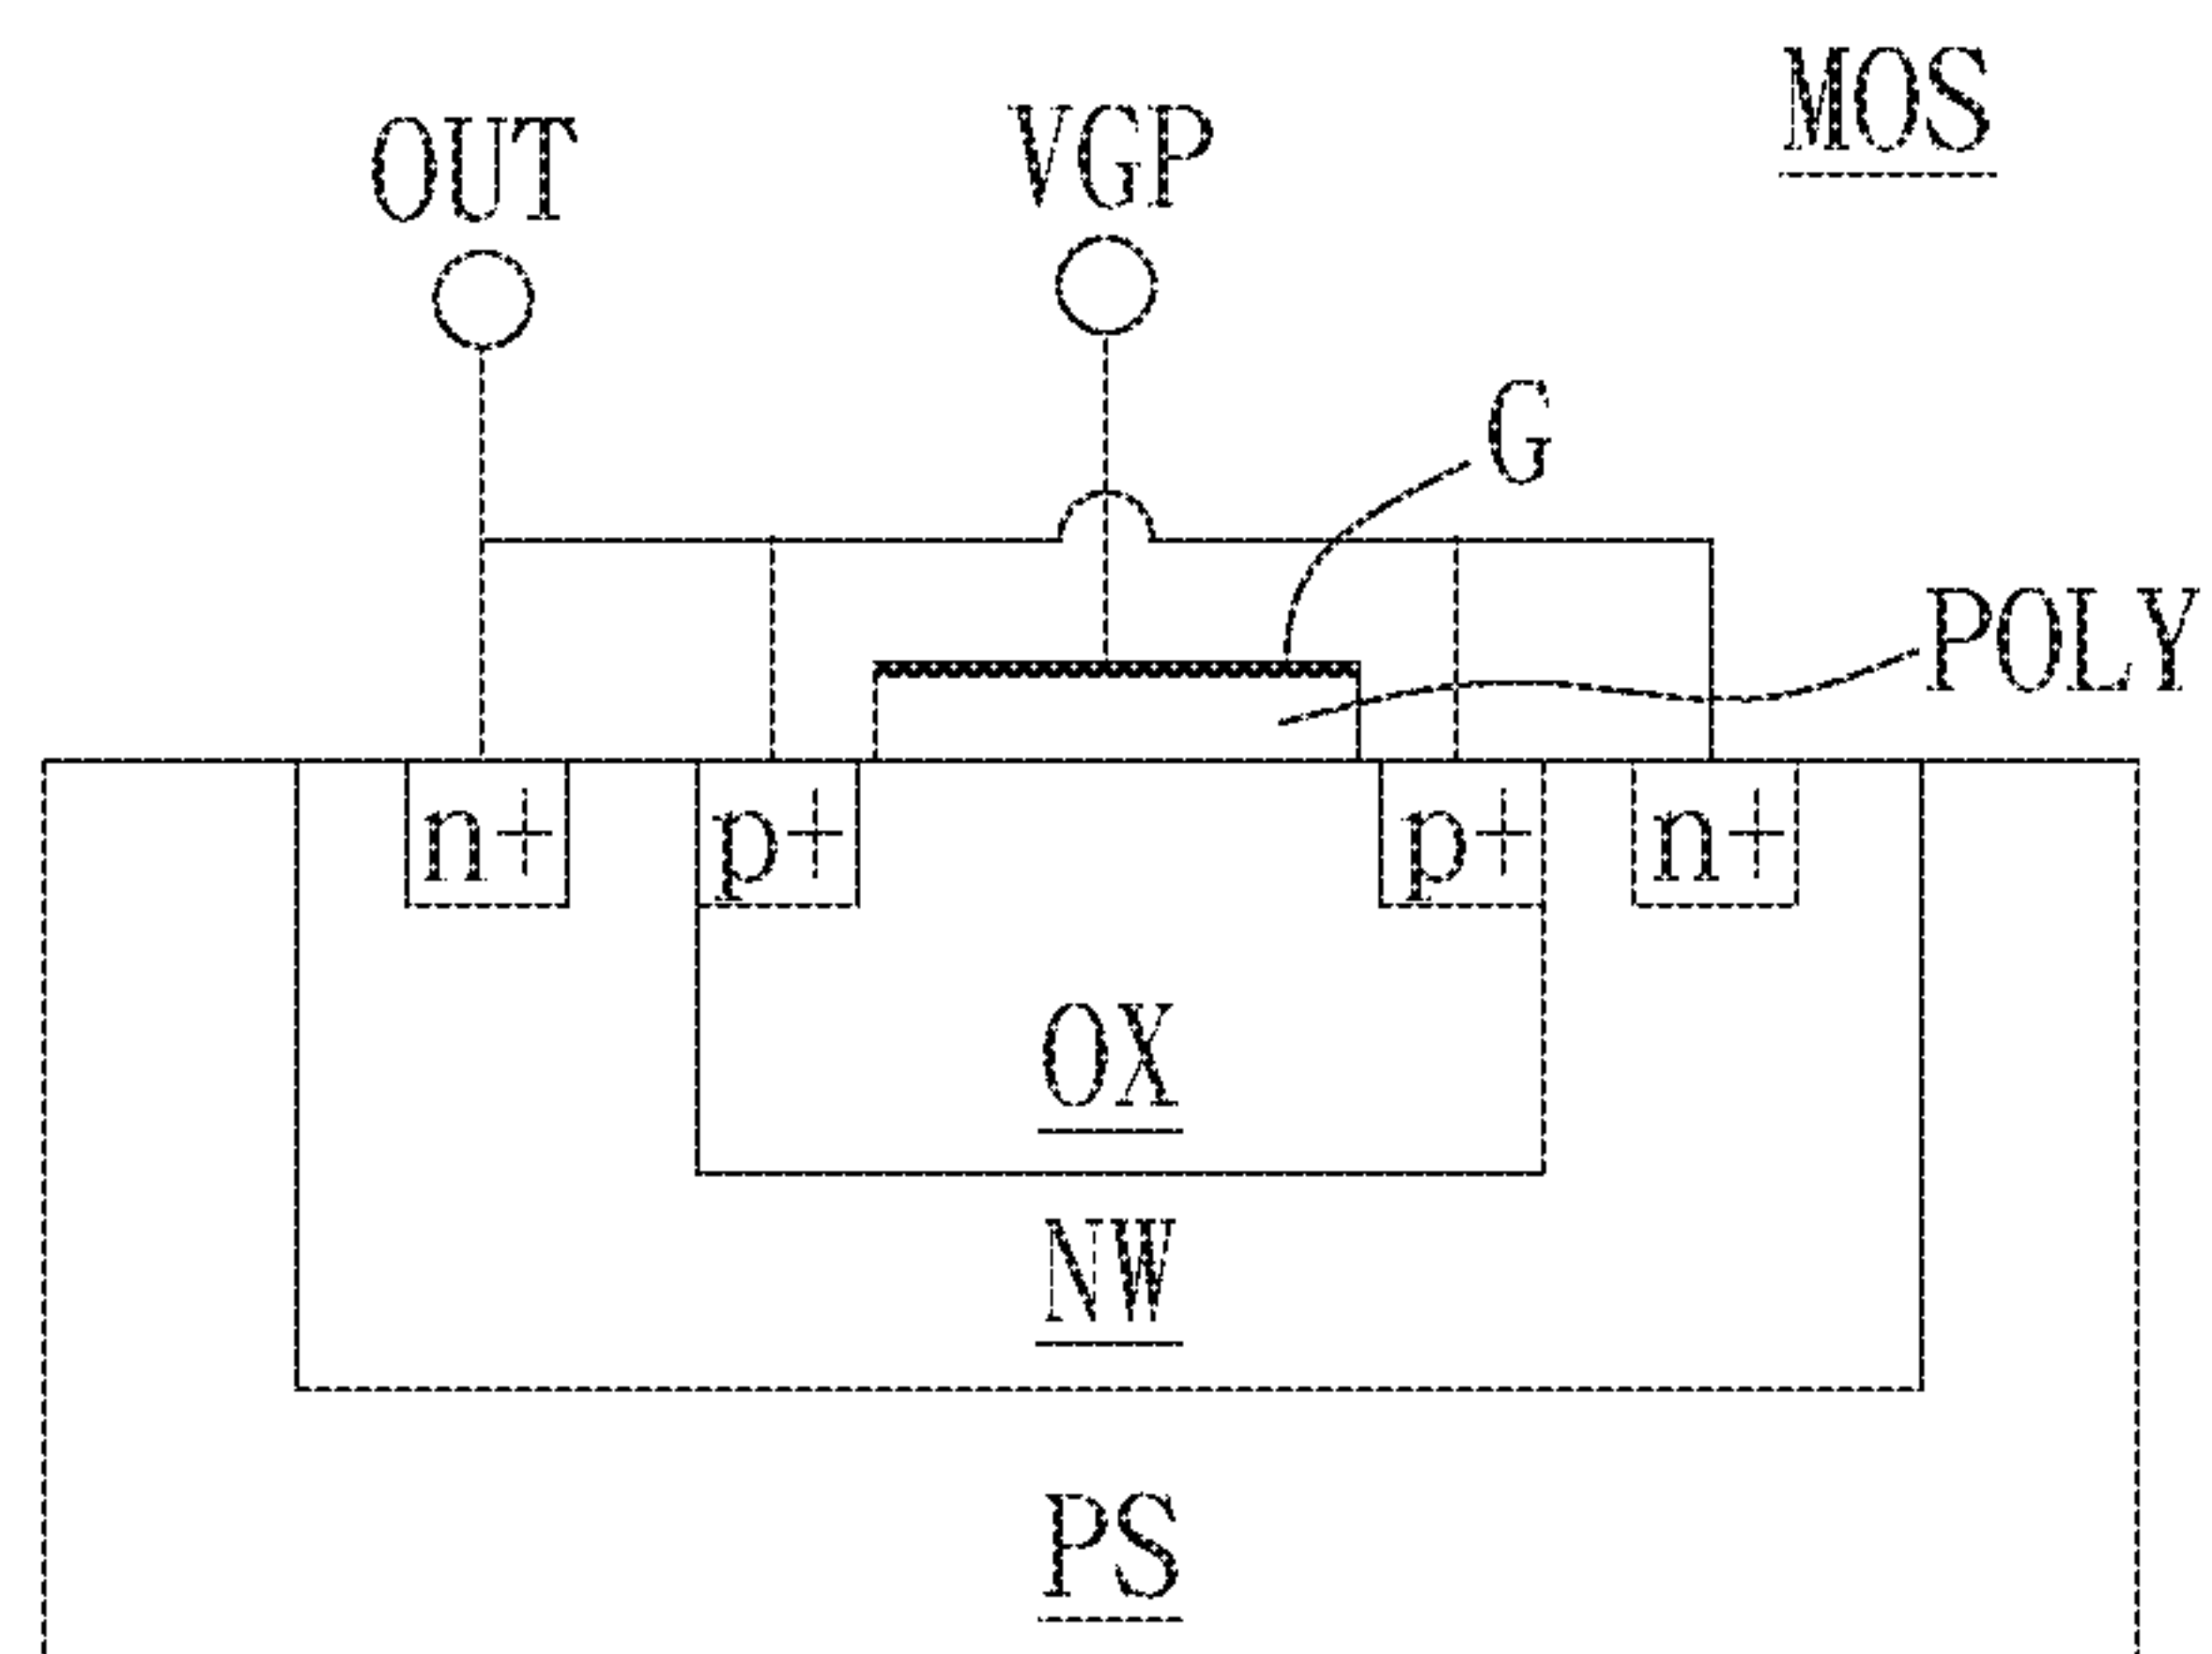 MOS
OUT
VGP
G
POLY
n+ p+ p+ n+
OX
NW
PS